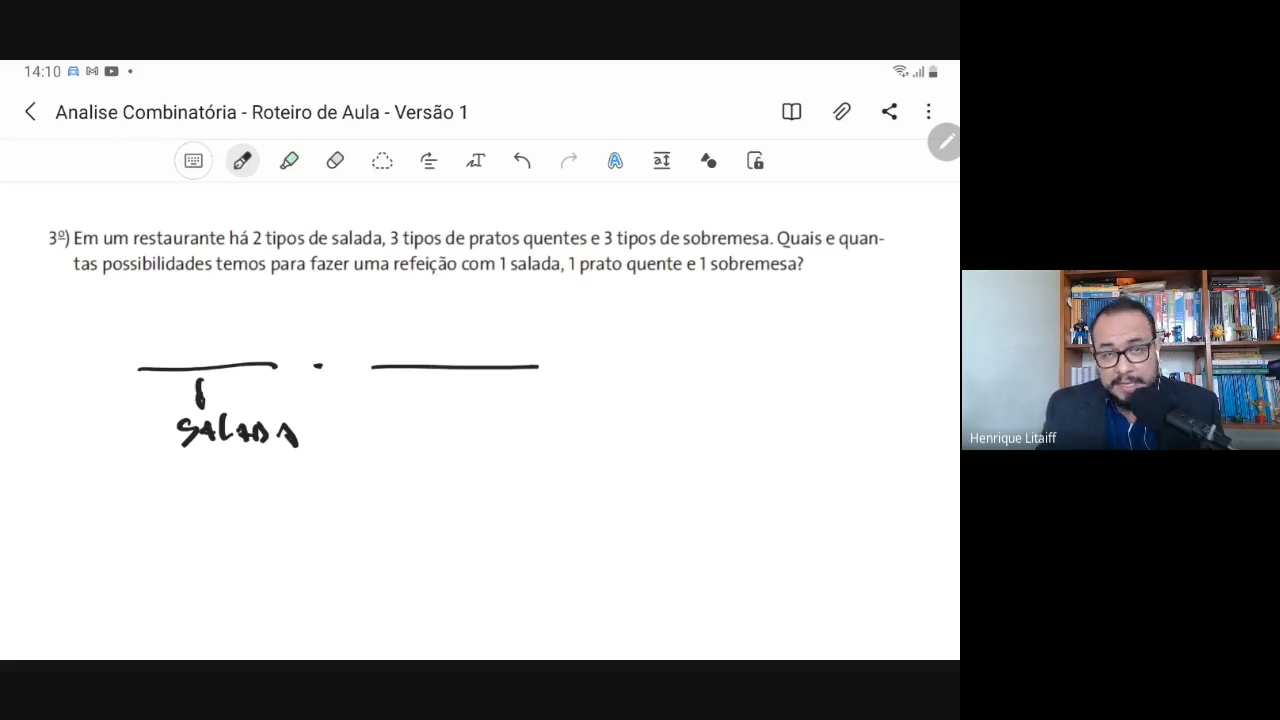 14:10
Analise Combinatória - Roteiro de Aula - Versão 1
3º) Em um restaurante há 2 tipos de salada, 3 tipos de pratos quentes e 3 tipos de sobremesa. Quais e quan-
tas possibilidades temos para fazer uma refeição com 1 salada, 1 prato quente e 1 sobremesa?
SALADA
Henrique Litaiff